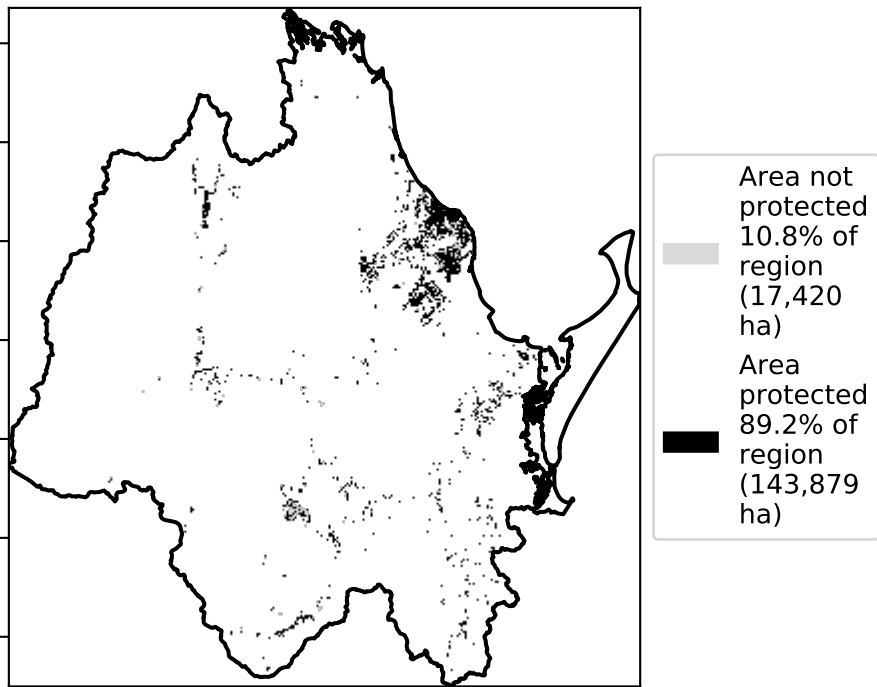 Area not
protected
10.8% of
region
(17,420
ha)
Area
protected
89.2% of
region
(143,879
ha)